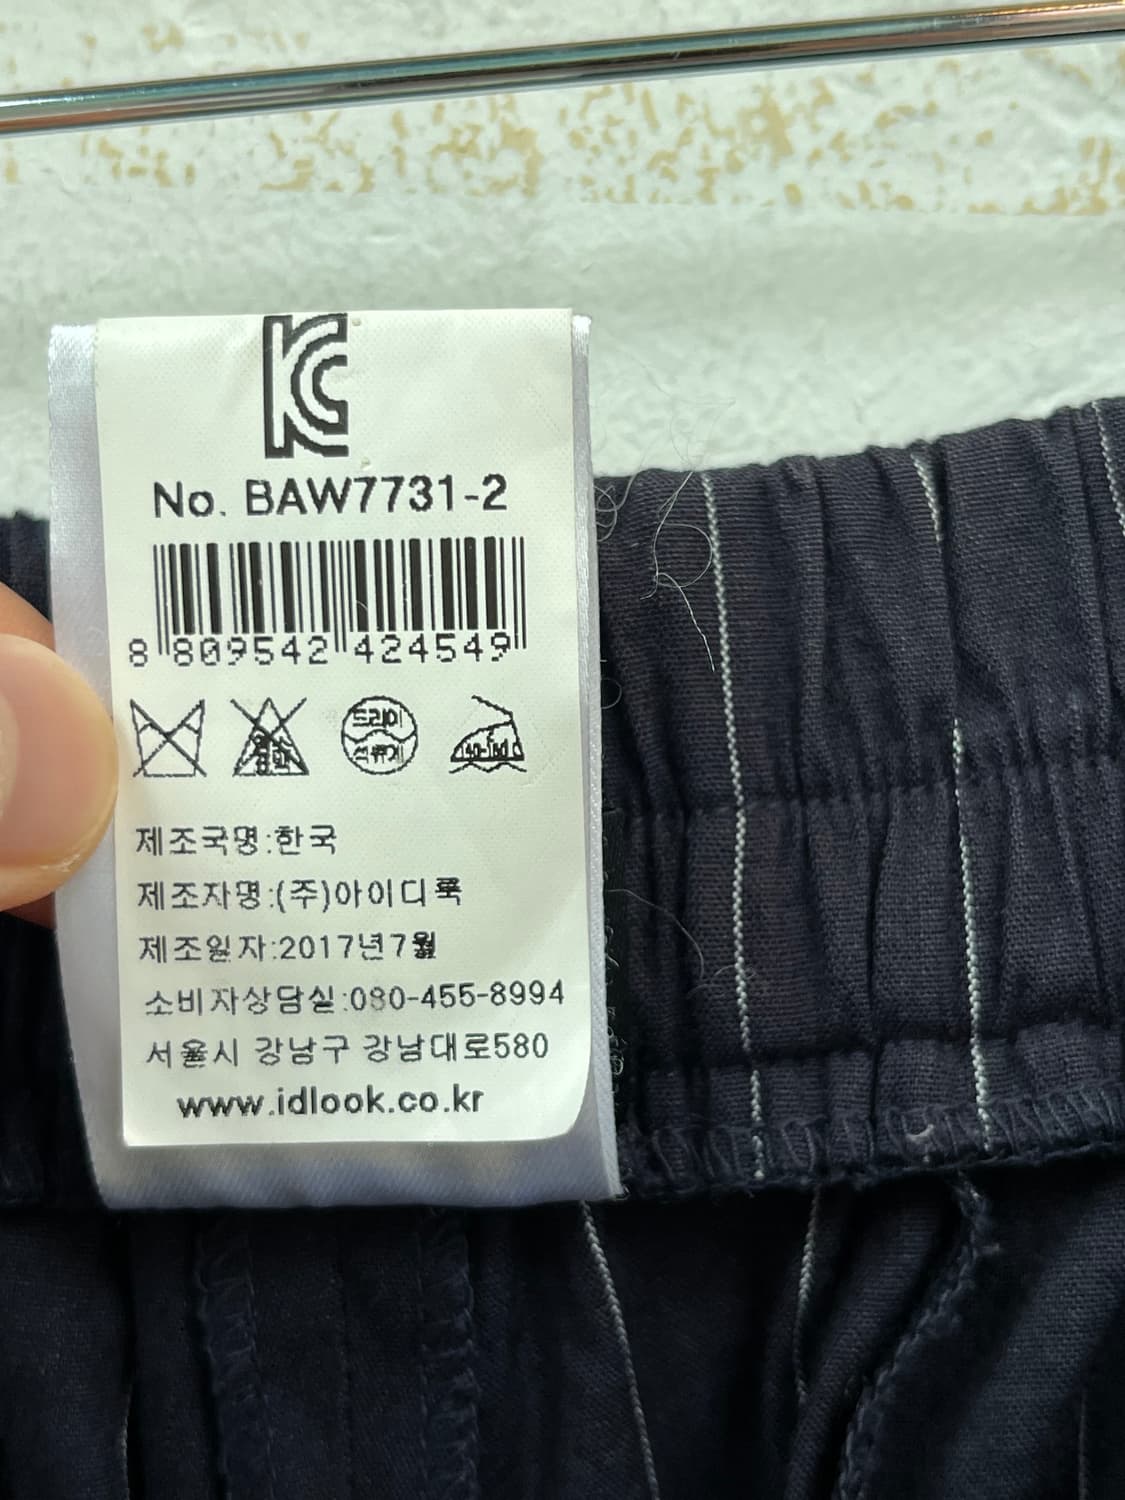 KC
No. BAW7731-2
8 809542 424549
염소
드라이
석유계
140-160
제조국명:한국
제조자명:(주)아이디룩
제조일자:2017년7월
소비자상담실:080-455-8994
서울시 강남구 강남대로580
www.idlook.co.kr